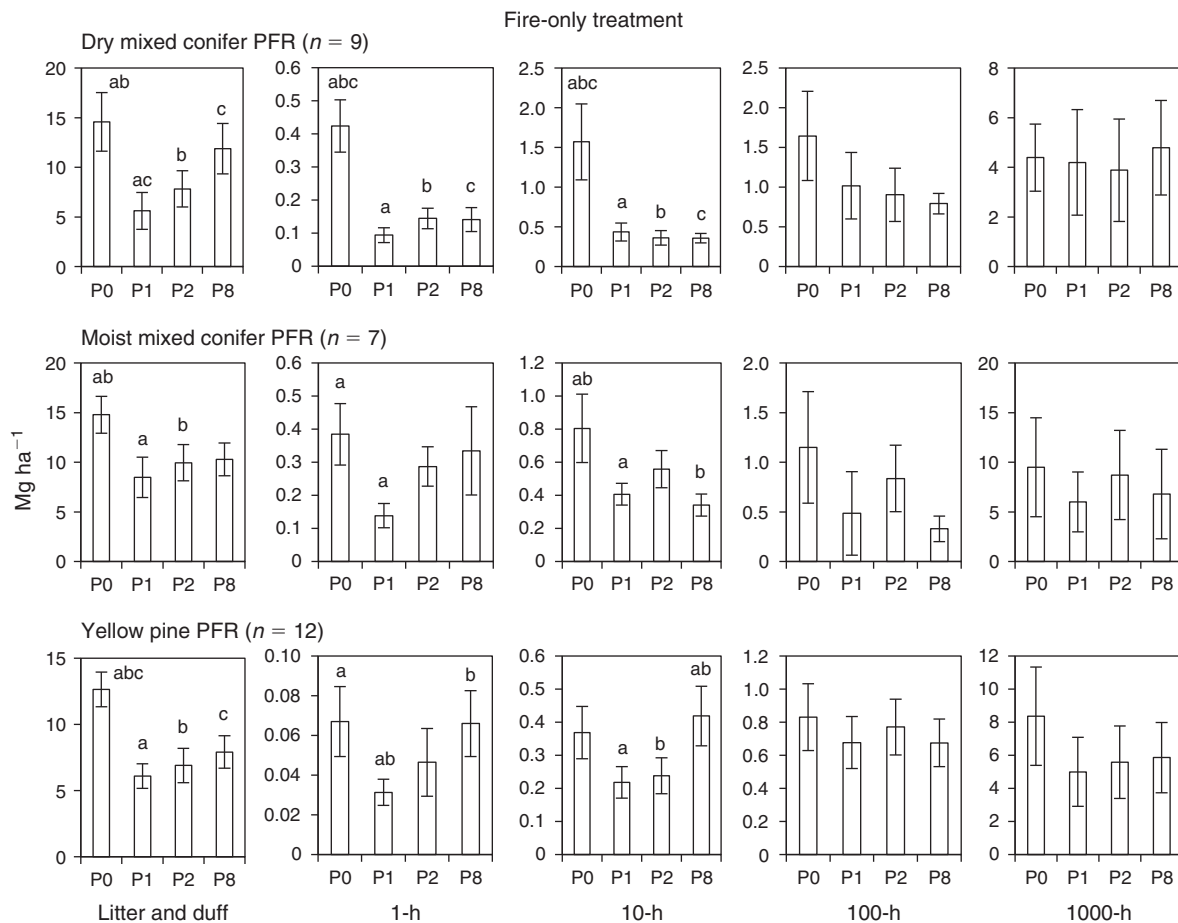 Fire-only treatment
Dry mixed conifer PFR (n = 9)
20 15 10 5 0
ab ac b c
P0 P1 P2 P8
0.6 0.5 0.4 0.3 0.2 0.1 0
abc a b c
P0 P1 P2 P8
2.5 2.0 1.5 1.0 0.5 0
abc a b c
P0 P1 P2 P8
2.5 2.0 1.5 1.0 0.5 0
P0 P1 P2 P8
8 6 4 2 0
P0 P1 P2 P8
Moist mixed conifer PFR (n = 7)
Mg ha⁻¹
20 15 10 5 0
ab a b
P0 P1 P2 P8
0.6 0.5 0.4 0.3 0.2 0.1 0
a a
P0 P1 P2 P8
1.2 1.0 0.8 0.6 0.4 0.2 0
ab a b
P0 P1 P2 P8
2.0 1.5 1.0 0.5 0
P0 P1 P2 P8
20 15 10 5 0
P0 P1 P2 P8
Yellow pine PFR (n = 12)
15 10 5 0
abc a b c
P0 P1 P2 P8
0.10 0.08 0.06 0.04 0.02 0.00
a ab b
P0 P1 P2 P8
0.6 0.5 0.4 0.3 0.2 0.1 0.0
a b ab
P0 P1 P2 P8
1.2 1.0 0.8 0.6 0.4 0.2 0.0
P0 P1 P2 P8
12 10 8 6 4 2 0
P0 P1 P2 P8
Litter and duff 1-h 10-h 100-h 1000-h